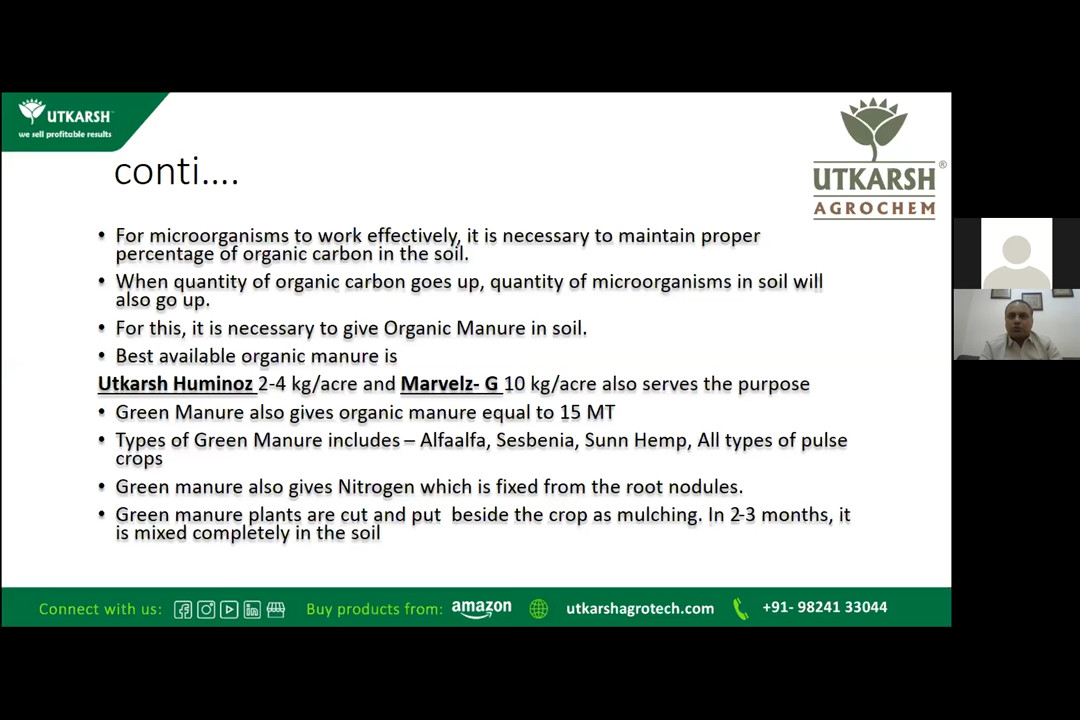 UTKARSH
we sell profitable results
UTKARSH®
AGROCHEM
conti....
• For microorganisms to work effectively, it is necessary to maintain proper
percentage of organic carbon in the soil.
• When quantity of organic carbon goes up, quantity of microorganisms in soil will
also go up.
• For this, it is necessary to give Organic Manure in soil.
• Best available organic manure is
Utkarsh Huminoz 2-4 kg/acre and Marvelz- G 10 kg/acre also serves the purpose
• Green Manure also gives organic manure equal to 15 MT
• Types of Green Manure includes – Alfaalfa, Sesbenia, Sunn Hemp, All types of pulse
crops
• Green manure also gives Nitrogen which is fixed from the root nodules.
• Green manure plants are cut and put beside the crop as mulching. In 2-3 months, it
is mixed completely in the soil
Connect with us: Buy products from: amazon utkarshagrotech.com +91- 98241 33044